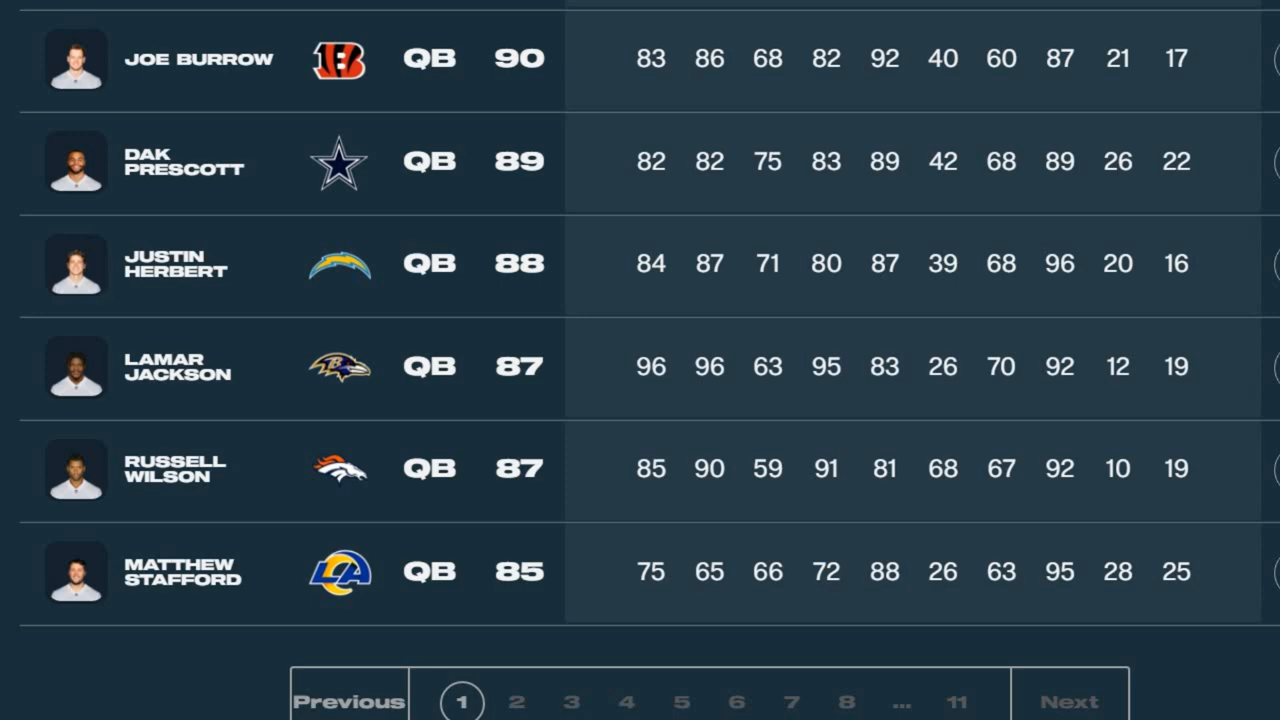 JOE BURROW QB 90 83 86 68 82 92 40 60 87 21 17
DAK PRESCOTT QB 89 82 82 75 83 89 42 68 89 26 22
JUSTIN HERBERT QB 88 84 87 71 80 87 39 68 96 20 16
LAMAR JACKSON QB 87 96 96 63 95 83 26 70 92 12 19
RUSSELL WILSON QB 87 85 90 59 91 81 68 67 92 10 19
MATTHEW STAFFORD QB 85 75 65 66 72 88 26 63 95 28 25
Previous 1 2 3 4 5 6 7 8 ... 11 Next